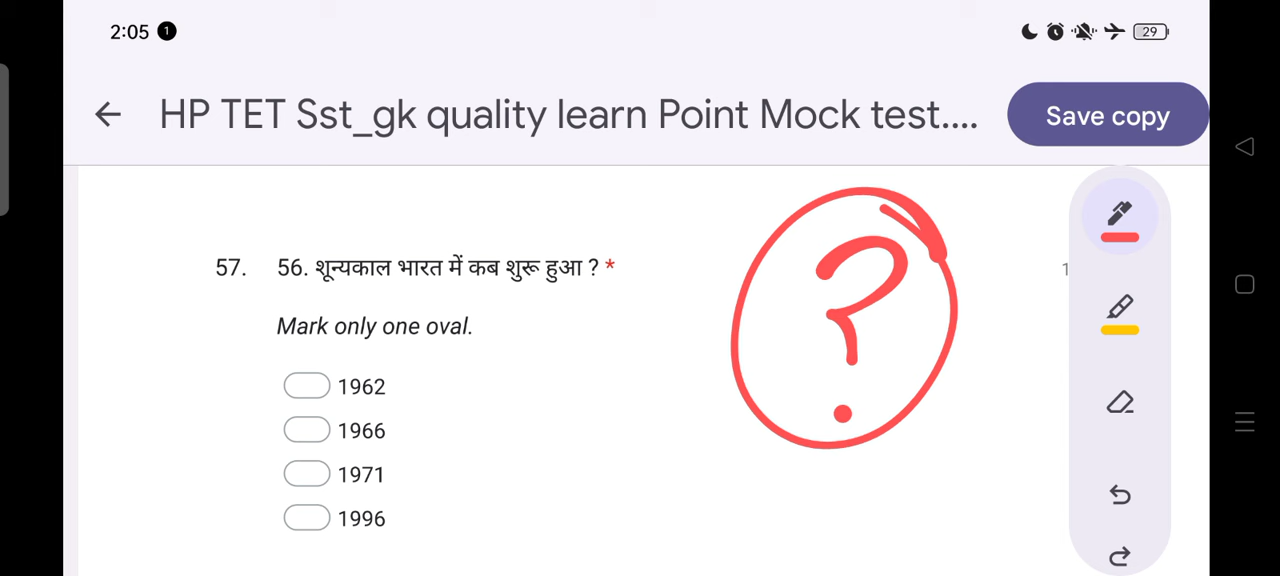 2:05 1
29
HP TET Sst_gk quality learn Point Mock test....
Save copy
57. 56. शून्यकाल भारत में कब शुरू हुआ ? *
1
Mark only one oval.
1962
1966
1971
1996
?